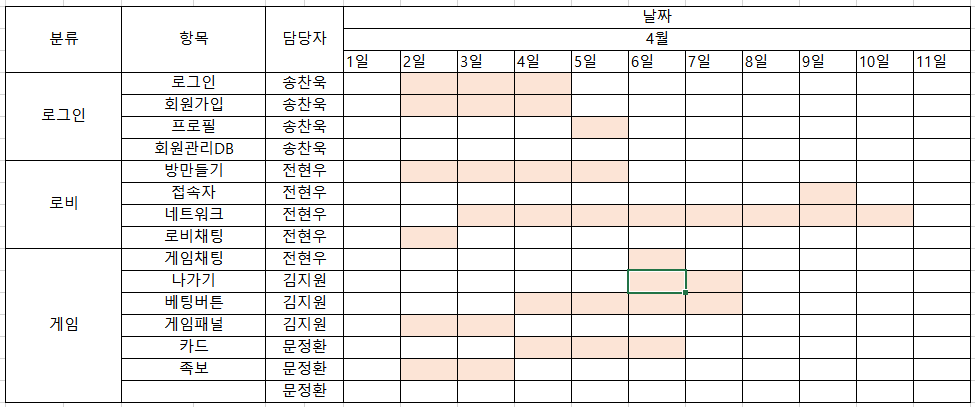 분류 항목 담당자 날짜
4월
1일 2일 3일 4일 5일 6일 7일 8일 9일 10일 11일
로그인 로그인 송찬욱
회원가입 송찬욱
프로필 송찬욱
회원관리DB 송찬욱
로비 방만들기 전현우
접속자 전현우
네트워크 전현우
로비채팅 전현우
게임 게임채팅 전현우
나가기 김지원
베팅버튼 김지원
게임패널 김지원
카드 문정환
족보 문정환
문정환